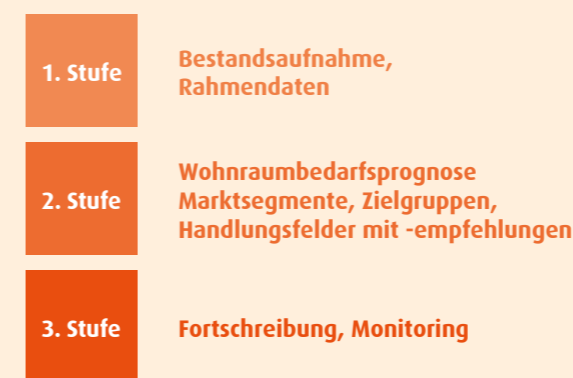 1. Stufe
Bestandsaufnahme,
Rahmendaten
2. Stufe
Wohnraumbedarfsprognose
Marktsegmente, Zielgruppen,
Handlungsfelder mit -empfehlungen
3. Stufe
Fortschreibung, Monitoring